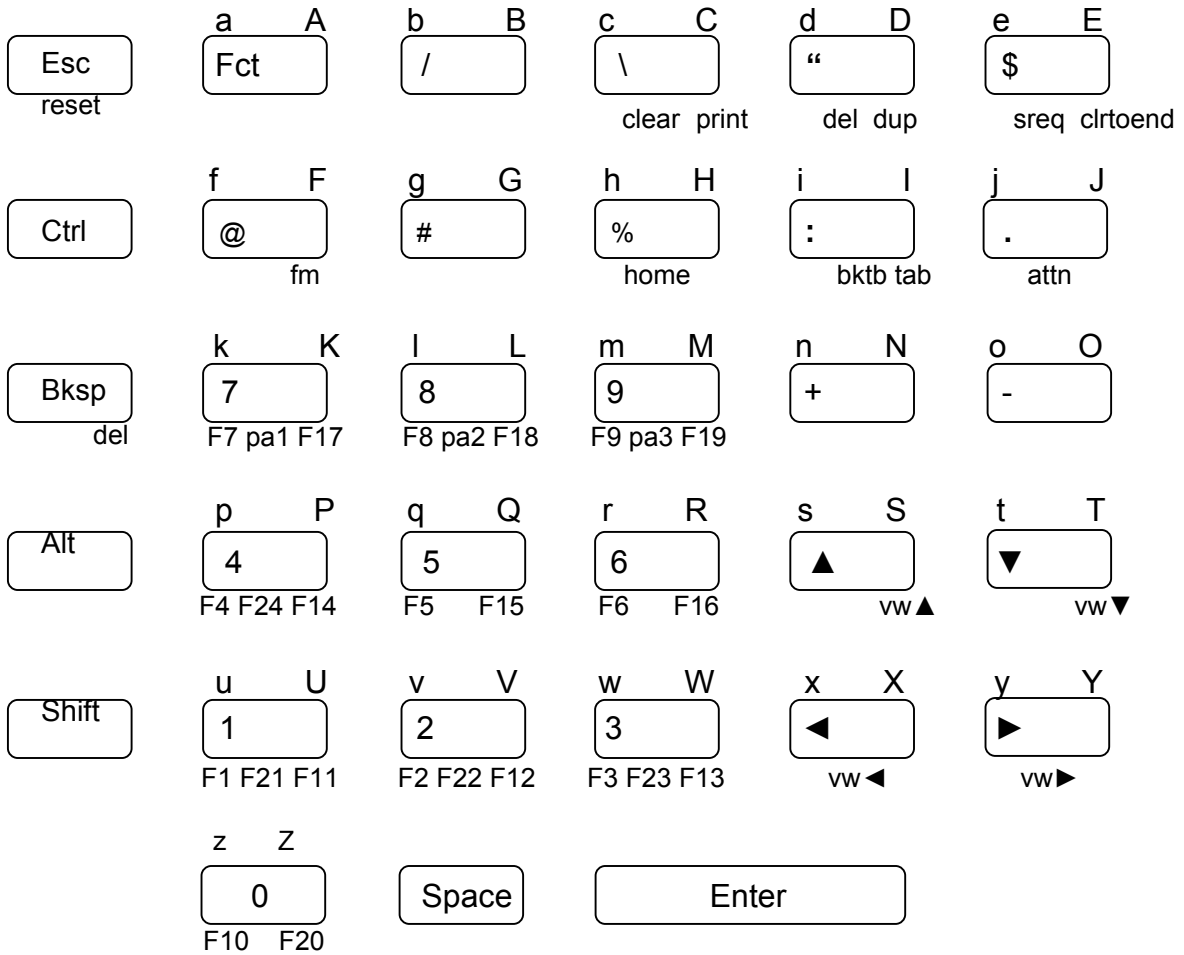 a A b B c C d D e E
Esc Fct / \ “ $
reset clear print del dup sreq clrtoend
f F g G h H i I j J
Ctrl @ # % : .
fm home bktb tab attn
k K l L m M n N o O
Bksp 7 8 9 + -
del F7 pa1 F17 F8 pa2 F18 F9 pa3 F19
p P q Q r R s S t T
Alt 4 5 6 ▲ ▼
F4 F24 F14 F5 F15 F6 F16 vw▲ vw▼
u U v V w W x X y Y
Shift 1 2 3 ◄ ►
F1 F21 F11 F2 F22 F12 F3 F23 F13 vw◄ vw►
z Z
0 Space Enter
F10 F20